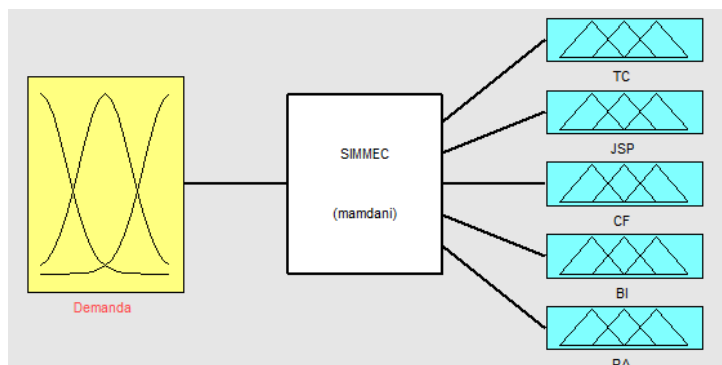 TC
JSP
SIMMEC
(mamdani)
CF
BI
Demanda